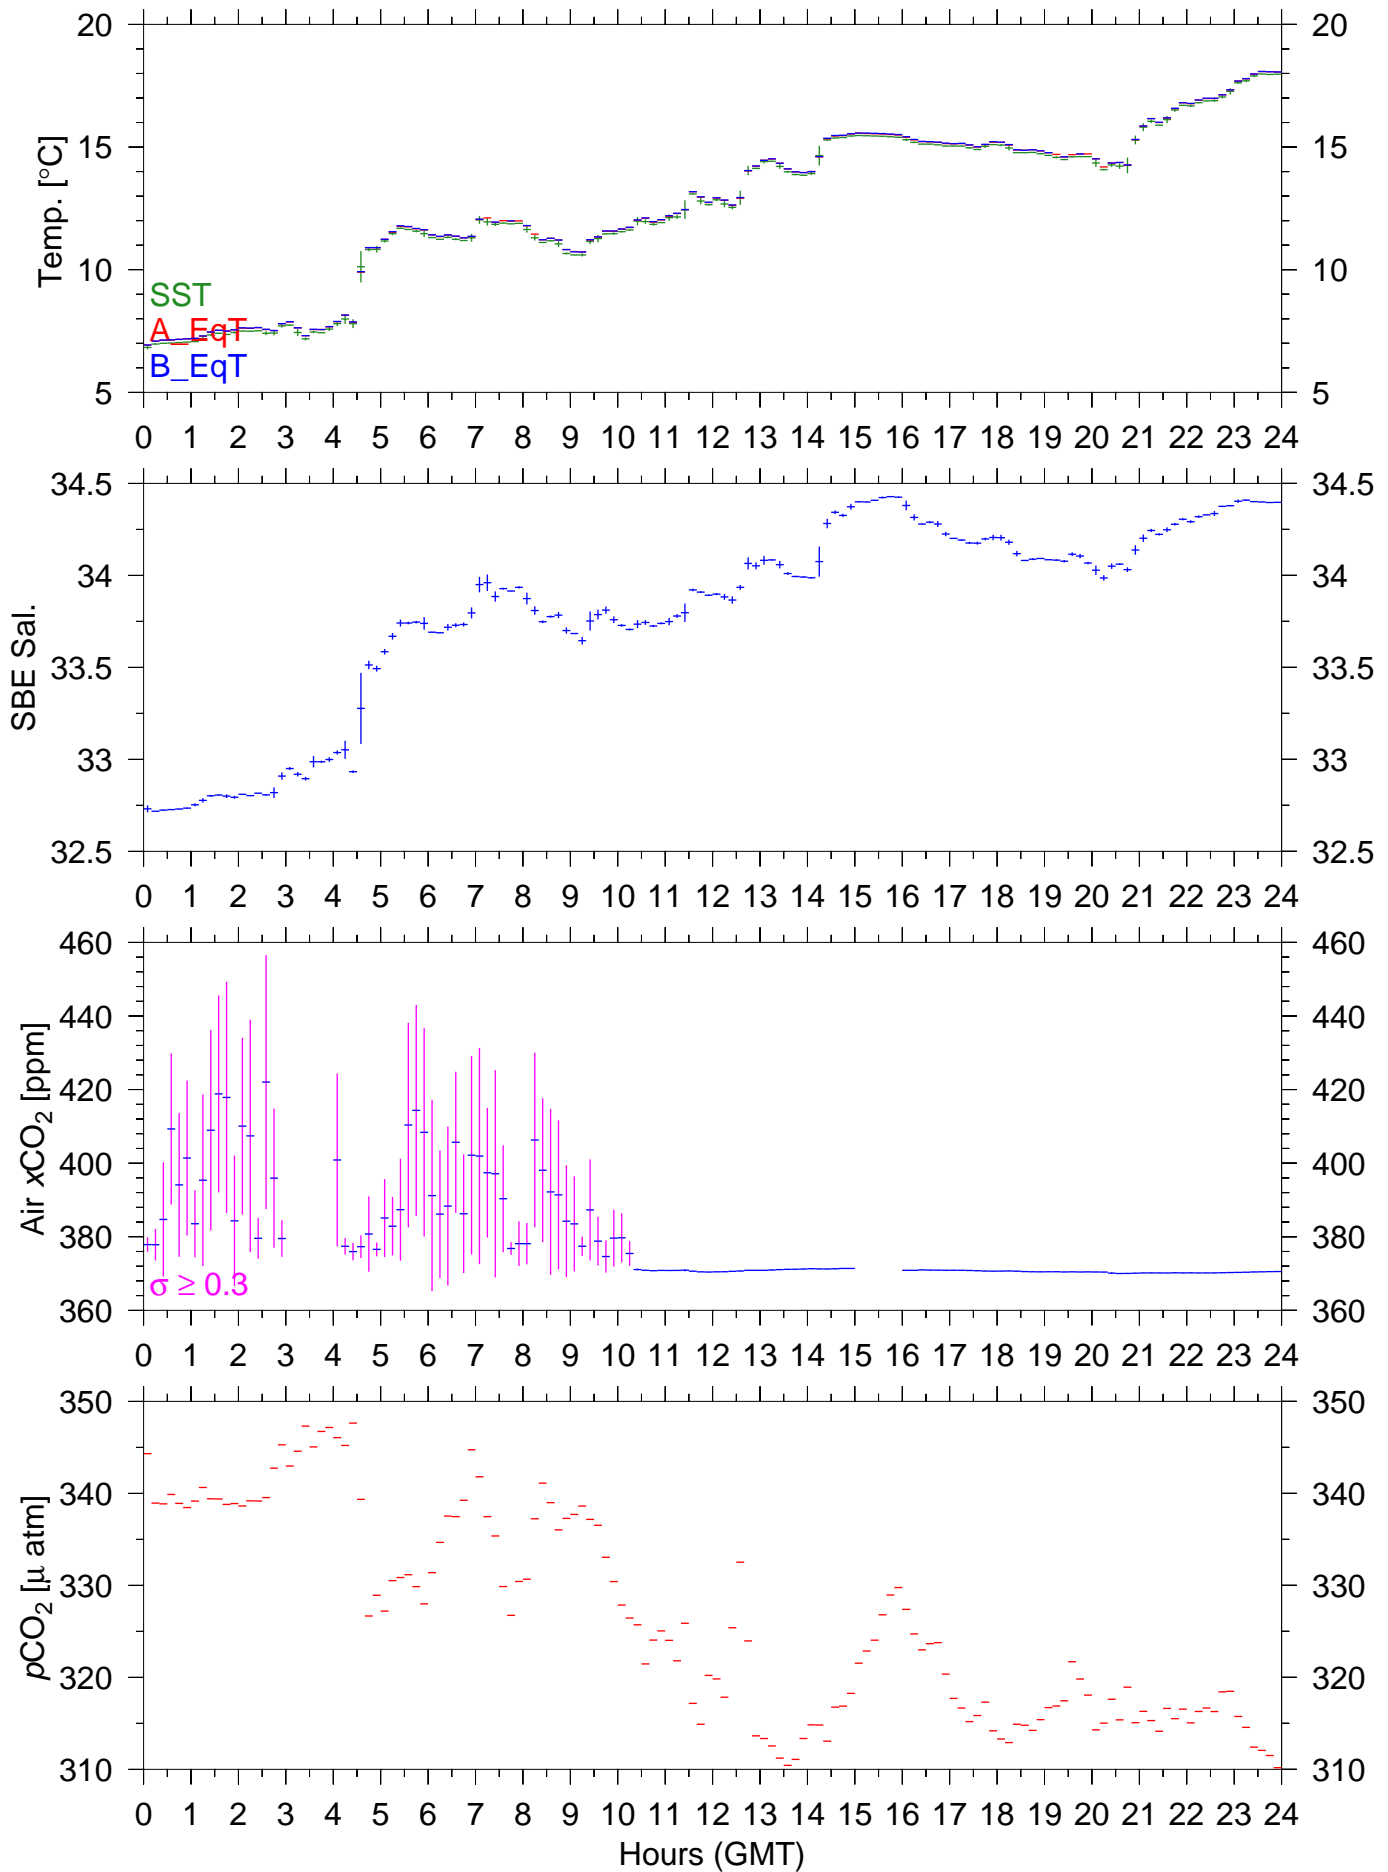 20 20
15 15
10 10
5 5
Temp. [°C]
SST
A_EqT
B_EqT
0 1 2 3 4 5 6 7 8 9 10 11 12 13 14 15 16 17 18 19 20 21 22 23 24
34.5 34.5
34 34
33.5 33.5
33 33
32.5 32.5
SBE Sal.
0 1 2 3 4 5 6 7 8 9 10 11 12 13 14 15 16 17 18 19 20 21 22 23 24
460 460
440 440
420 420
400 400
380 380
360 360
Air xCO₂ [ppm]
σ ≥ 0.3
0 1 2 3 4 5 6 7 8 9 10 11 12 13 14 15 16 17 18 19 20 21 22 23 24
350 350
340 340
330 330
320 320
310 310
pCO₂ [μ atm]
0 1 2 3 4 5 6 7 8 9 10 11 12 13 14 15 16 17 18 19 20 21 22 23 24
Hours (GMT)